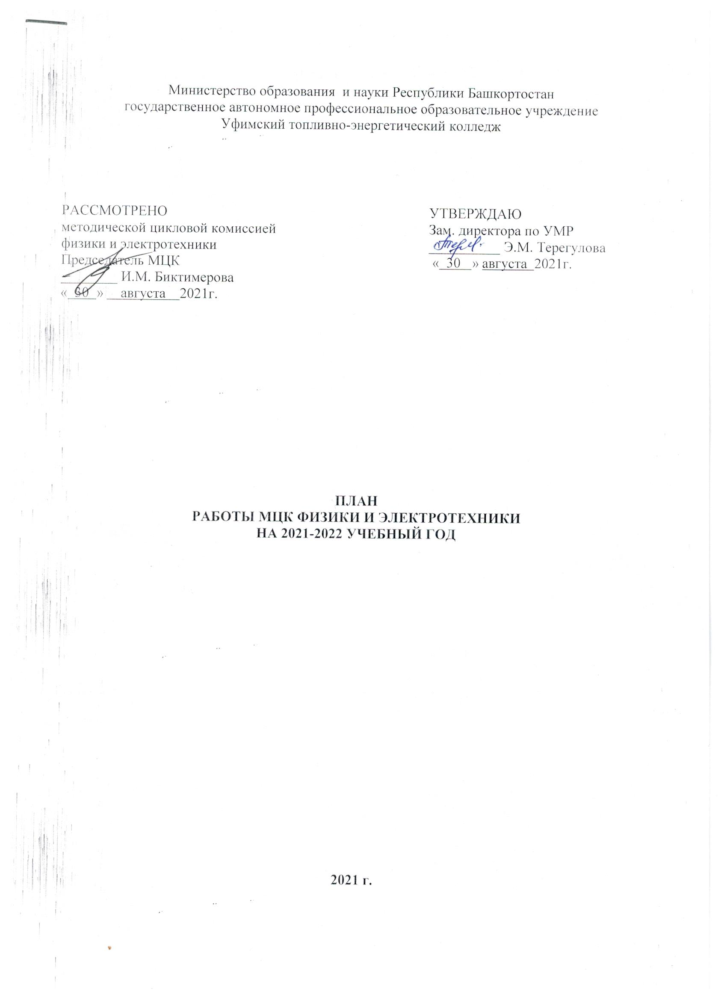 Министерство образования и науки Республики Башкортостан
государственное автономное профессиональное образовательное учреждение
Уфимский топливно-энергетический колледж
РАССМОТРЕНО
методической цикловой комиссией
физики и электротехники
Председатель МЦК
________ И.М. Биктимерова
«_30_»__августа__2021г.
УТВЕРЖДАЮ
Зам. директора по УМР
__________ Э.М. Терегулова
«_30_» августа_2021г.
ПЛАН
РАБОТЫ МЦК ФИЗИКИ И ЭЛЕКТРОТЕХНИКИ
НА 2021-2022 УЧЕБНЫЙ ГОД
2021 г.